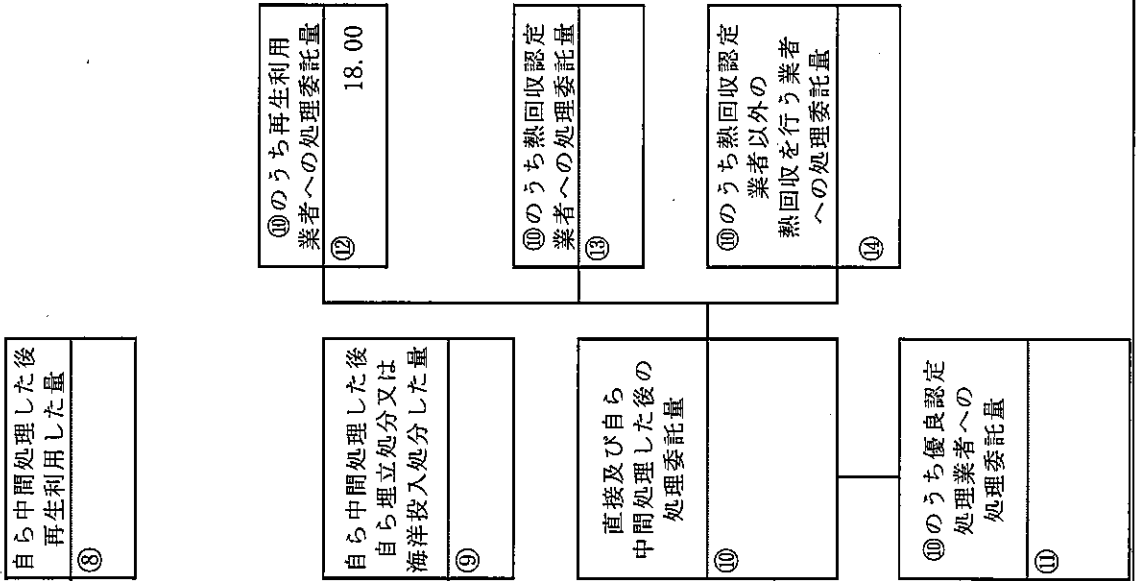 自ら中間処理した後
再生利用した量
⑧
自ら中間処理した後
自ら埋立処分又は
海洋投入処分した量
⑨
直接及び自ら
中間処理した後の
処理委託量
⑩
⑩のうち優良認定
処理業者への
処理委託量
⑪
⑩のうち再生利用
業者への処理委託量
⑫ 18.00
⑩のうち熱回収認定
業者への処理委託量
⑬
⑩のうち熱回収認定
業者以外の
熱回収を行う業者
への処理委託量
⑭